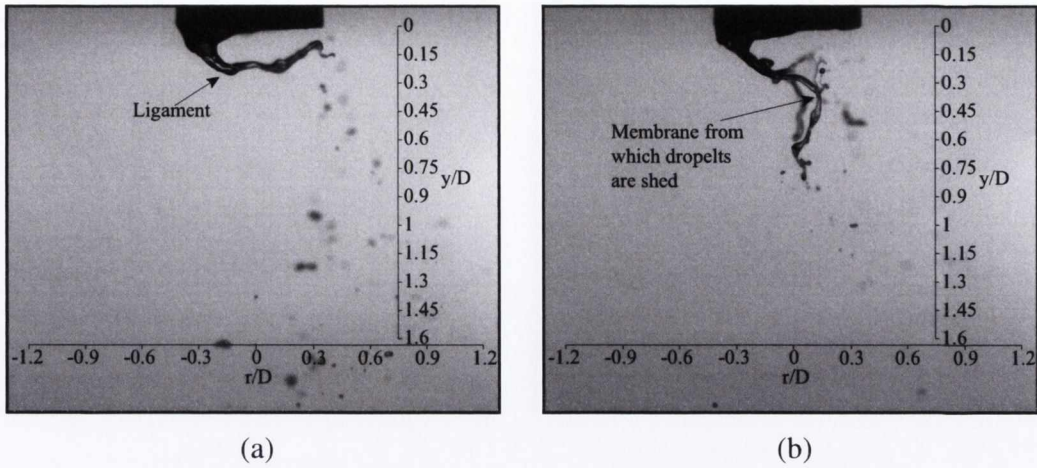 0
0.15
0.3
0.45
0.6
0.75
y/D
0.9
1
1.15
1.3
1.45
1.6
Ligament
-1.2 -0.9 -0.6 -0.3 0 0.3 0.6 0.9 1.2
r/D
(a)
0
0.15
0.3
0.45
0.6
0.75
y/D
0.9
1
1.15
1.3
1.45
1.6
Membrane from
which dropelts
are shed
-1.2 -0.9 -0.6 -0.3 0 0.3 0.6 0.9 1.2
r/D
(b)